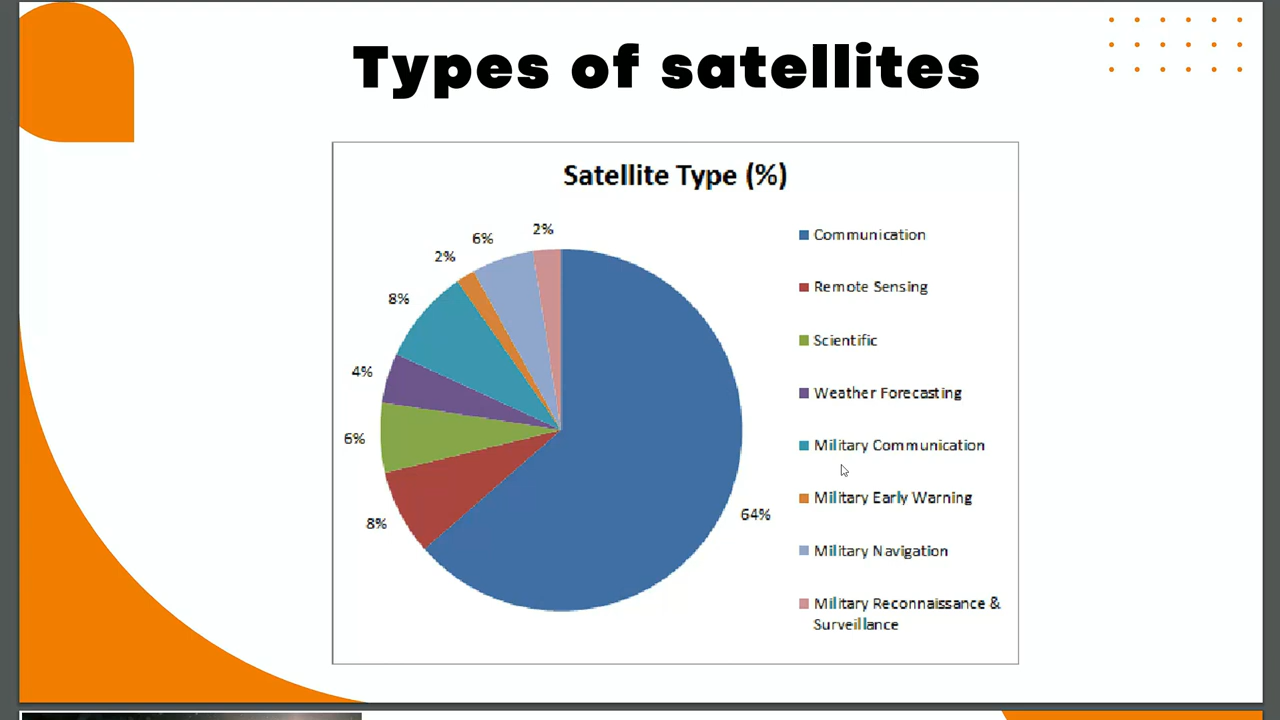 Types of satellites
Satellite Type (%)
2%
6%
2%
8%
4%
6%
8%
64%
Communication
Remote Sensing
Scientific
Weather Forecasting
Military Communication
Military Early Warning
Military Navigation
Military Reconnaissance &
Surveillance